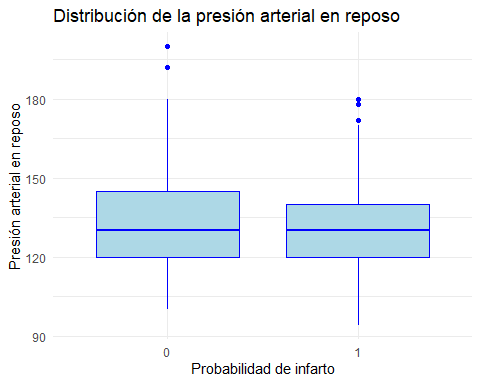 Distribución de la presión arterial en reposo
Presión arterial en reposo
180
150
120
90
0
1
Probabilidad de infarto